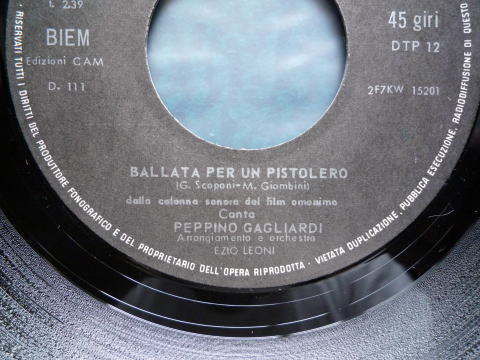 t. 2.39
45 giri
BIEM
DTP 12
Edizioni CAM
D. 111
2F7KW 15201
BALLATA PER UN PISTOLERO
(G. Scoponi-M. Giombini)
dalla colonna sonora del film omonimo
Canta
PEPPINO GAGLIARDI
Arrangiamento e orchestra
EZIO LEONI
RISERVATI TUTTI I DIRITTI DEL PRODUTTORE FONOGRAFICO E DEL PROPRIETARIO DELL'OPERA RIPRODOTTA - VIETATA DUPLICAZIONE. PUBBLICA ESECUZIONE, RADIODIFFUSIONE DI QUESTO